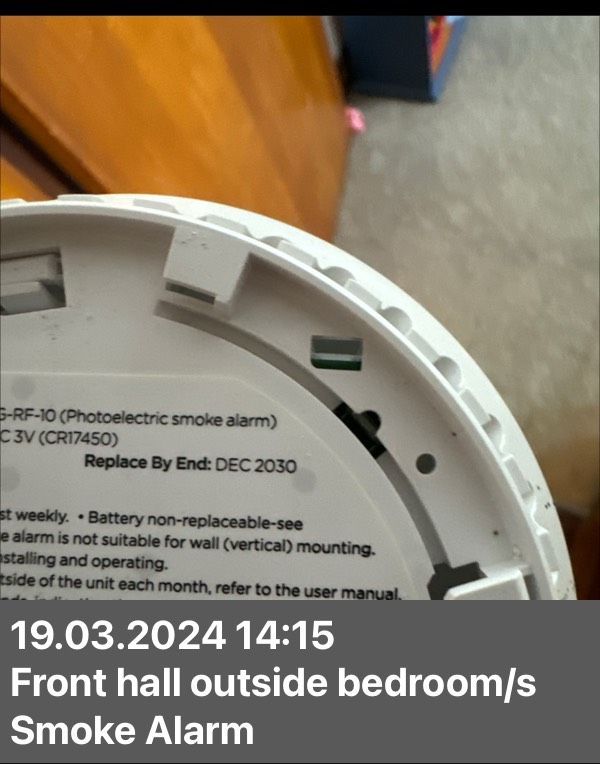 -RF-10 (Photoelectric smoke alarm)
C 3V (CR17450)
Replace By End: DEC 2030
st weekly. • Battery non-replaceable-see
e alarm is not suitable for wall (vertical) mounting.
nstalling and operating.
tside of the unit each month, refer to the user manual.
19.03.2024 14:15
Front hall outside bedroom/s
Smoke Alarm